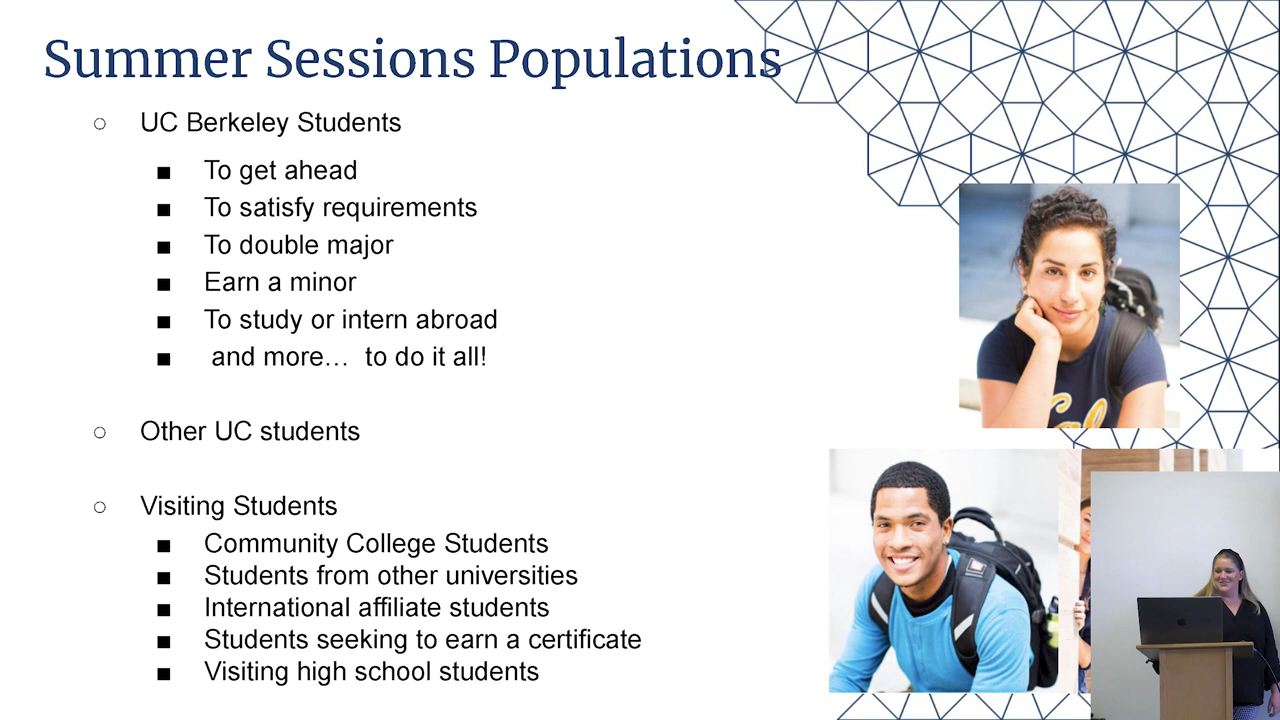 Summer Sessions Populations
○ UC Berkeley Students
■ To get ahead
■ To satisfy requirements
■ To double major
■ Earn a minor
■ To study or intern abroad
■ and more… to do it all!
○ Other UC students
○ Visiting Students
■ Community College Students
■ Students from other universities
■ International affiliate students
■ Students seeking to earn a certificate
■ Visiting high school students
Cal